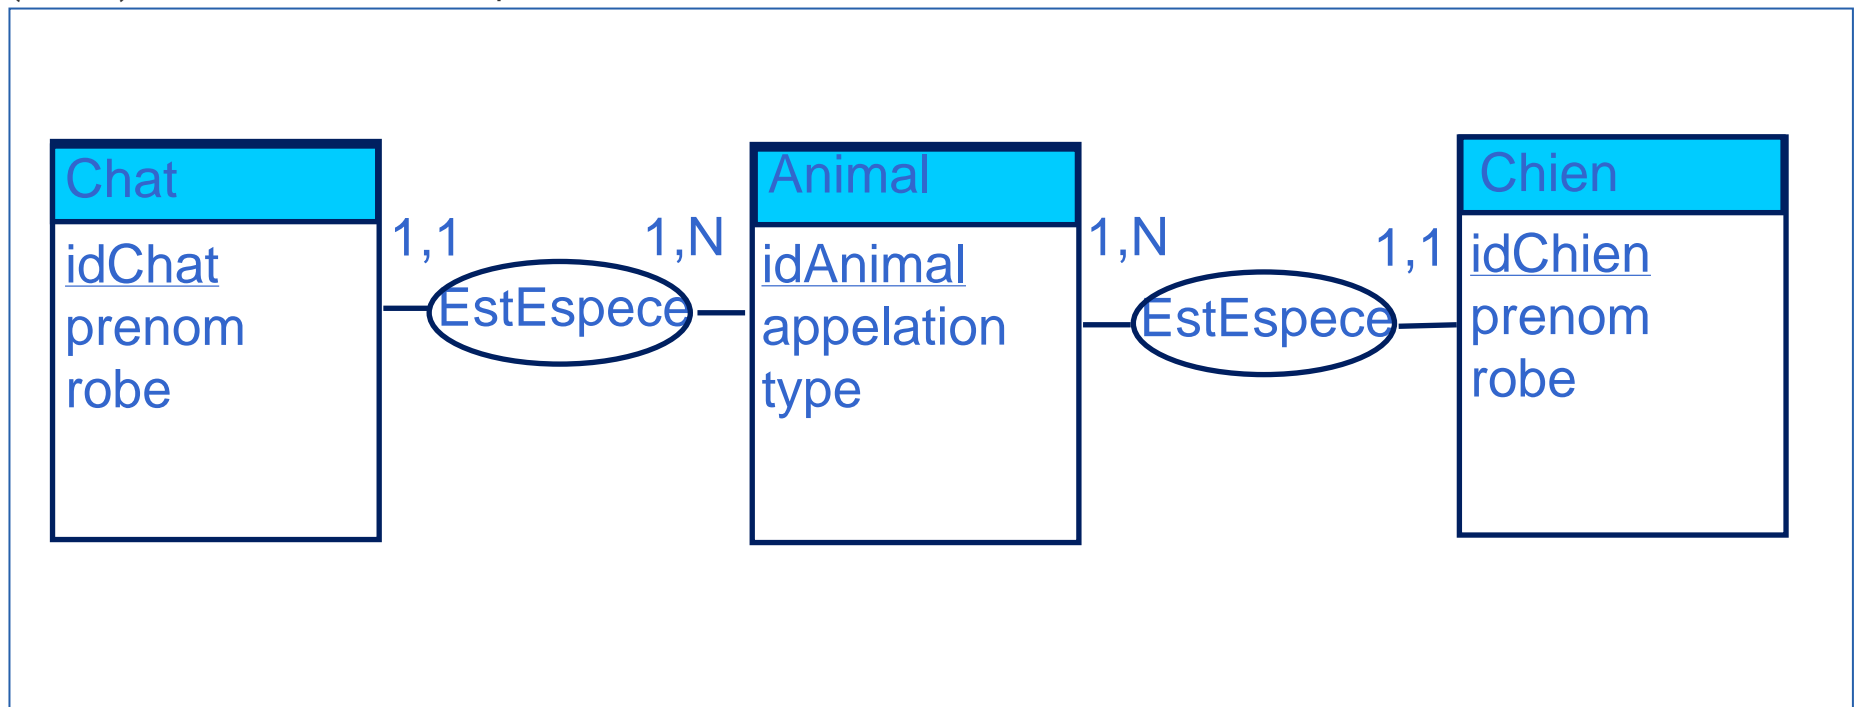 Chat
idChat
prenom
robe
1,1
EstEspece
1,N
Animal
idAnimal
appelation
type
1,N
EstEspece
1,1
Chien
idChien
prenom
robe